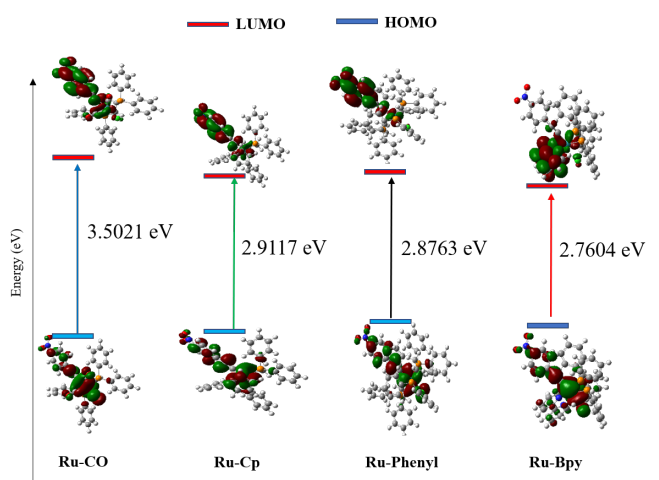 LUMO
HOMO
Energy (eV)
3.5021 eV
2.9117 eV
2.8763 eV
2.7604 eV
Ru-CO
Ru-Cp
Ru-Phenyl
Ru-Bpy